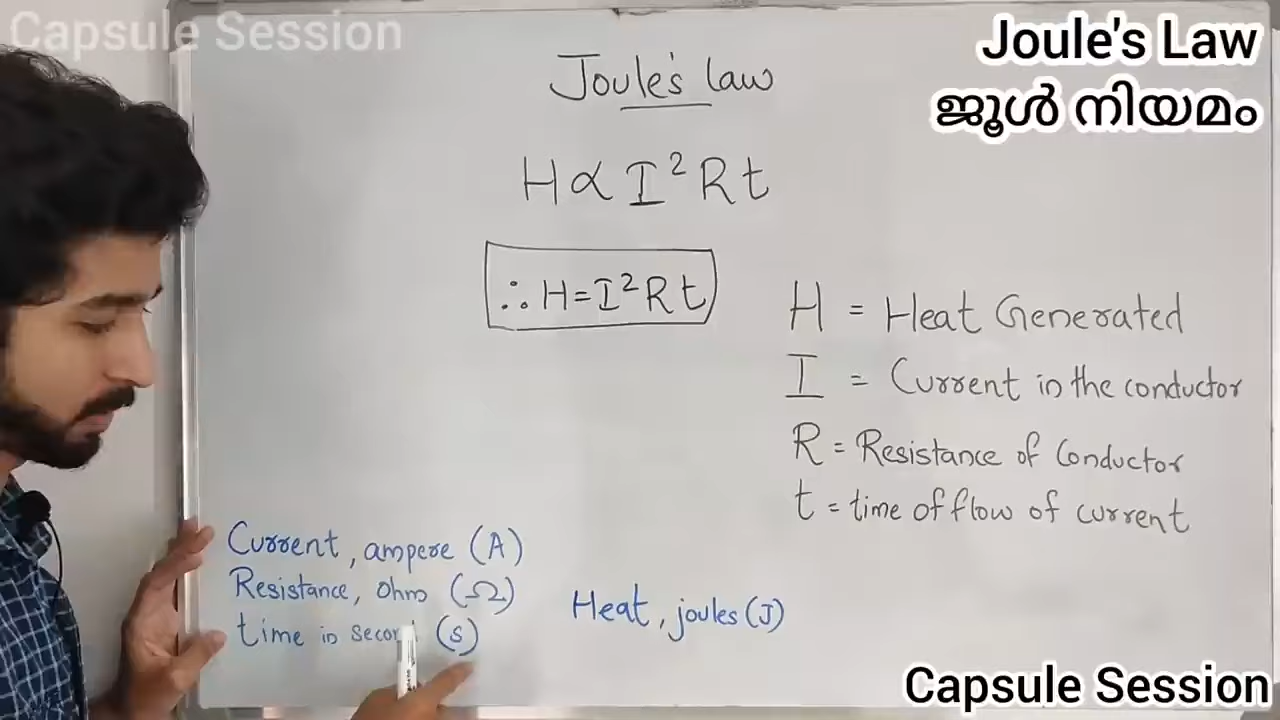 Capsule Session
Joule's Law
ജൂൾ നിയമം
Joule's law
H ∝ I²Rt
∴ H=I²Rt
H = Heat Generated
I = Current in the conductor
R = Resistance of Conductor
t = time of flow of current
Current, ampere (A)
Resistance, Ohm (Ω)
time in (s)
Heat, joules (J)
Capsule Session